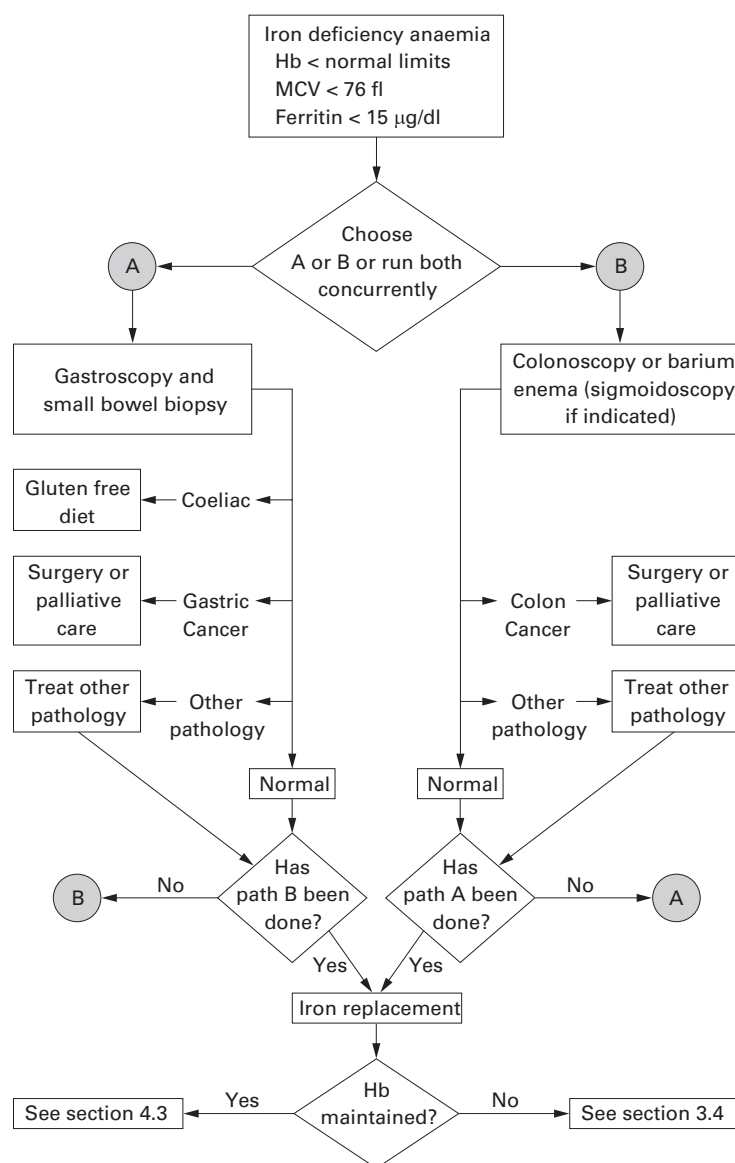 Iron deficiency anaemia
Hb < normal limits
MCV < 76 fl
Ferritin < 15 μg/dl
Choose
A or B or run both
concurrently
A
B
Gastroscopy and
small bowel biopsy
Colonoscopy or barium
enema (sigmoidoscopy
if indicated)
Gluten free
diet
Coeliac
Surgery or
palliative
care
Gastric
Cancer
Colon
Cancer
Surgery or
palliative
care
Treat other
pathology
Other
pathology
Other
pathology
Treat other
pathology
Normal
Normal
B
No
Has
path B been
done?
Has
path A been
done?
No
A
Yes
Yes
Iron replacement
Hb
maintained?
Yes
No
See section 4.3
See section 3.4